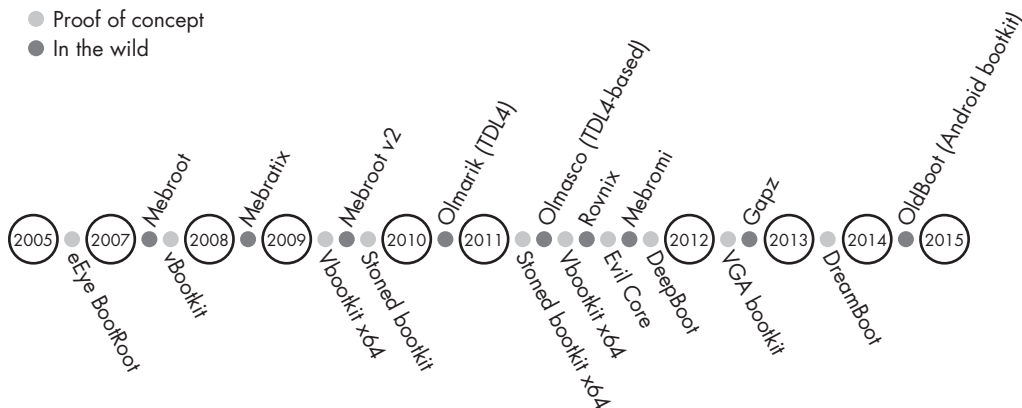 Proof of concept
In the wild
2005
eEye BootRoot
2007
Mebroot
vBootkit
2008
Mebratix
2009
Vbootkit x64
Mebroot v2
Stoned bootkit
2010
Olmarik (TDL4)
2011
Stoned bootkit x64
Olmasco (TDL4-based)
Vbootkit x64
Rovnix
Evil Core
Mebromi
DeepBoot
2012
VGA bootkit
Gapz
2013
DreamBoot
2014
OldBoot (Android bootkit)
2015